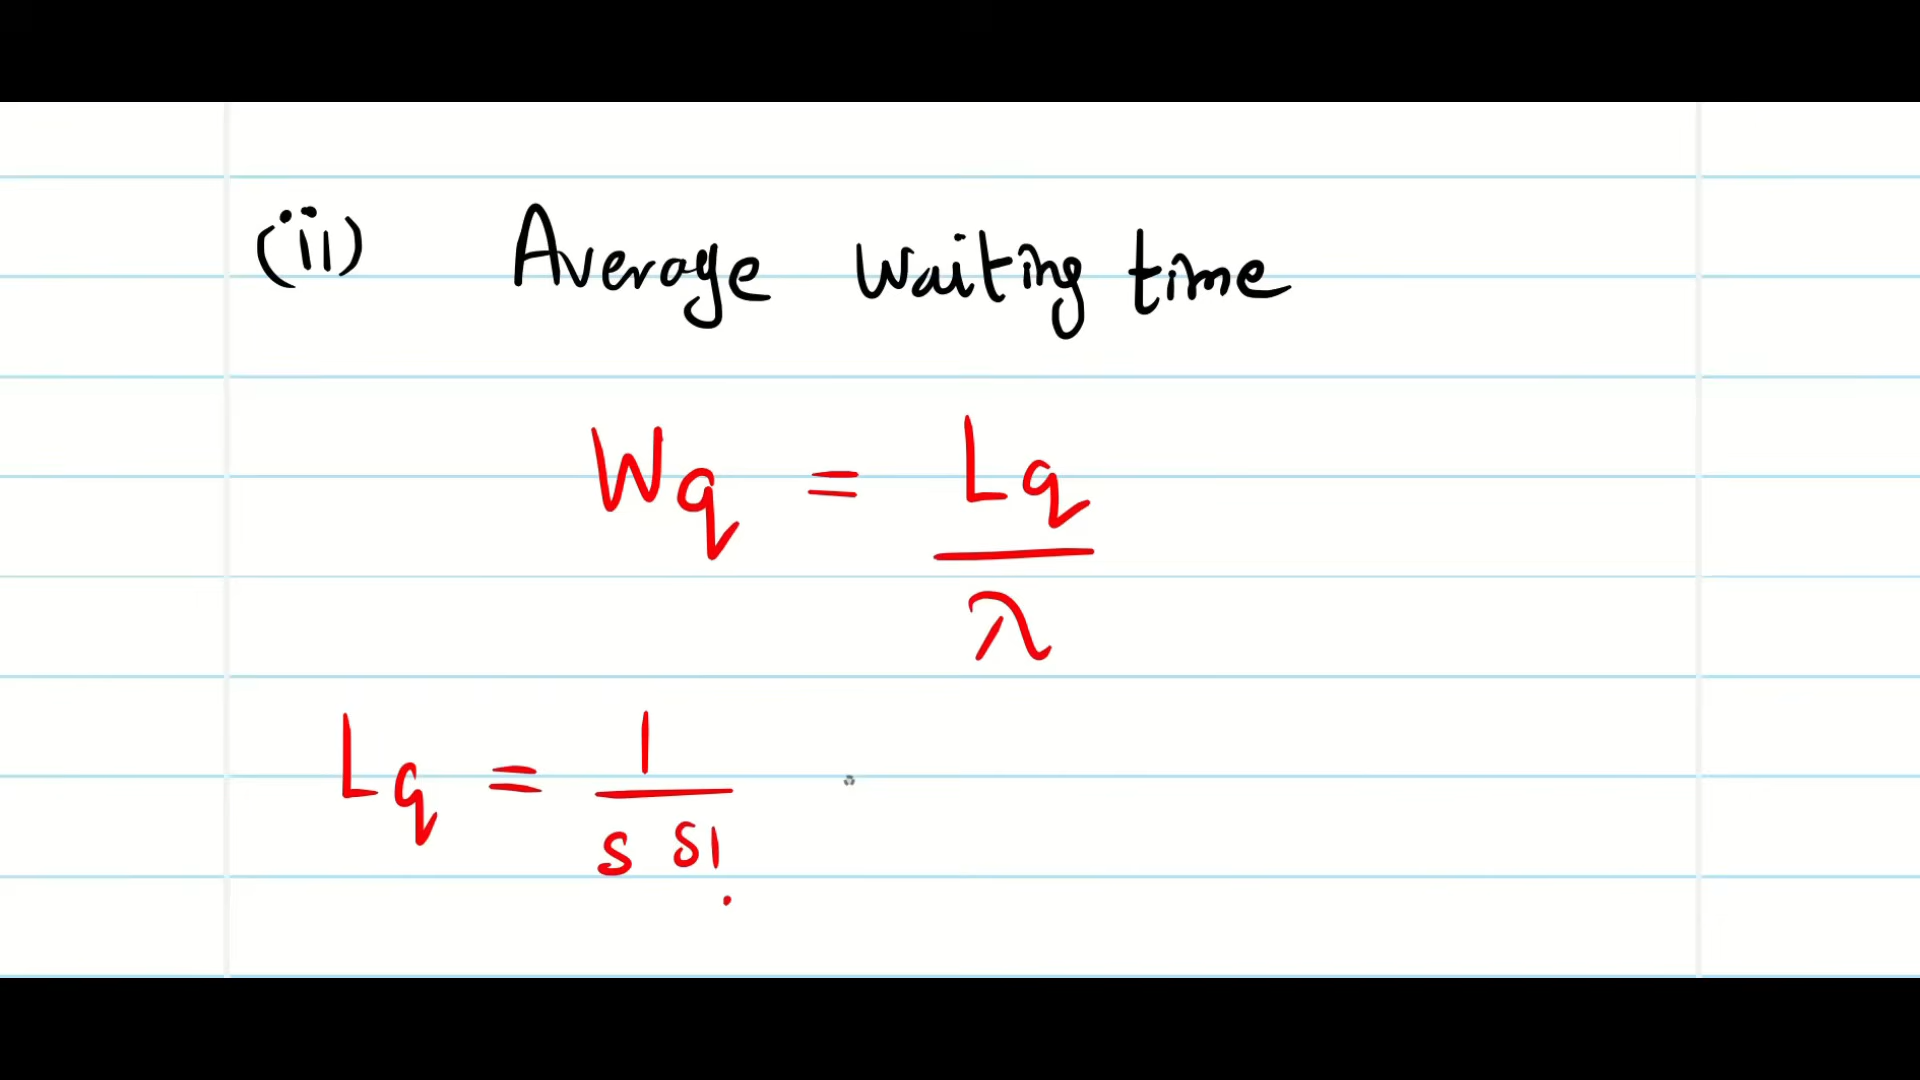 (ii) Average waiting time
Wq = Lq / λ
Lq = 1 / s s!